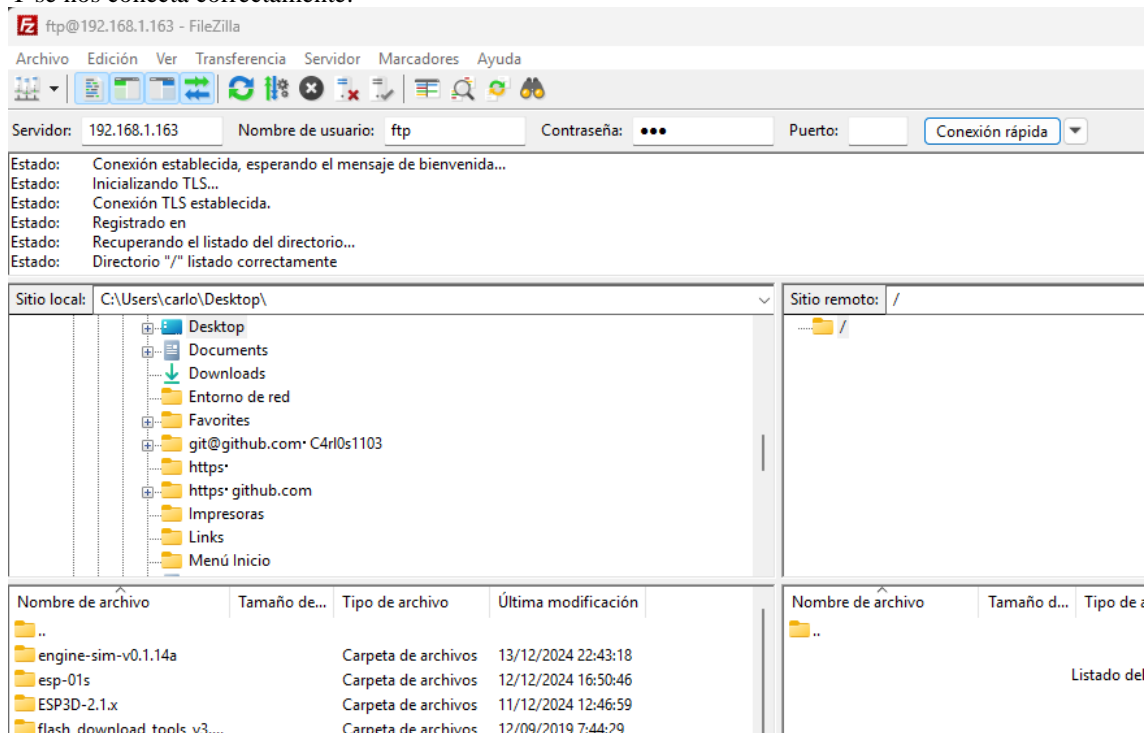 Y se nos conecta correctamente.
ftp@192.168.1.163 - FileZilla
Archivo Edición Ver Transferencia Servidor Marcadores Ayuda
Servidor: 192.168.1.163 Nombre de usuario: ftp Contraseña: ●●● Puerto: Conexión rápida
Estado: Conexión establecida, esperando el mensaje de bienvenida...
Estado: Inicializando TLS...
Estado: Conexión TLS establecida.
Estado: Registrado en
Estado: Recuperando el listado del directorio...
Estado: Directorio "/" listado correctamente
Sitio local: C:\Users\carlo\Desktop\ Sitio remoto: /
Desktop /
Documents
Downloads
Entorno de red
Favorites
git@github.com· C4rl0s1103
https·
https· github.com
Impresoras
Links
Menú Inicio
Nombre de archivo Tamaño de... Tipo de archivo Última modificación Nombre de archivo Tamaño d... Tipo de a
.. ..
engine-sim-v0.1.14a Carpeta de archivos 13/12/2024 22:43:18
esp-01s Carpeta de archivos 12/12/2024 16:50:46 Listado del
ESP3D-2.1.x Carpeta de archivos 11/12/2024 12:46:59
flash_download_tools_v3.... Carpeta de archivos 12/09/2019 7:44:29